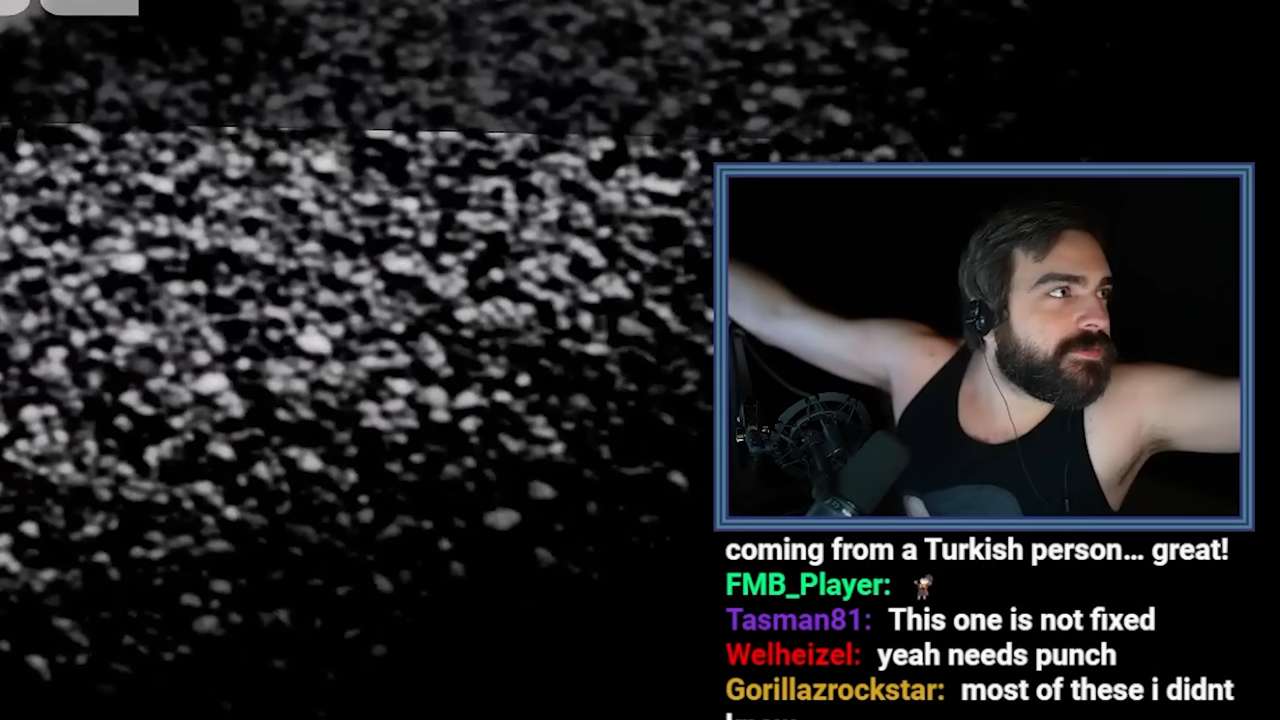 coming from a Turkish person... great!
FMB_Player:
Tasman81: This one is not fixed
Welheizel: yeah needs punch
Gorillazrockstar: most of these i didnt